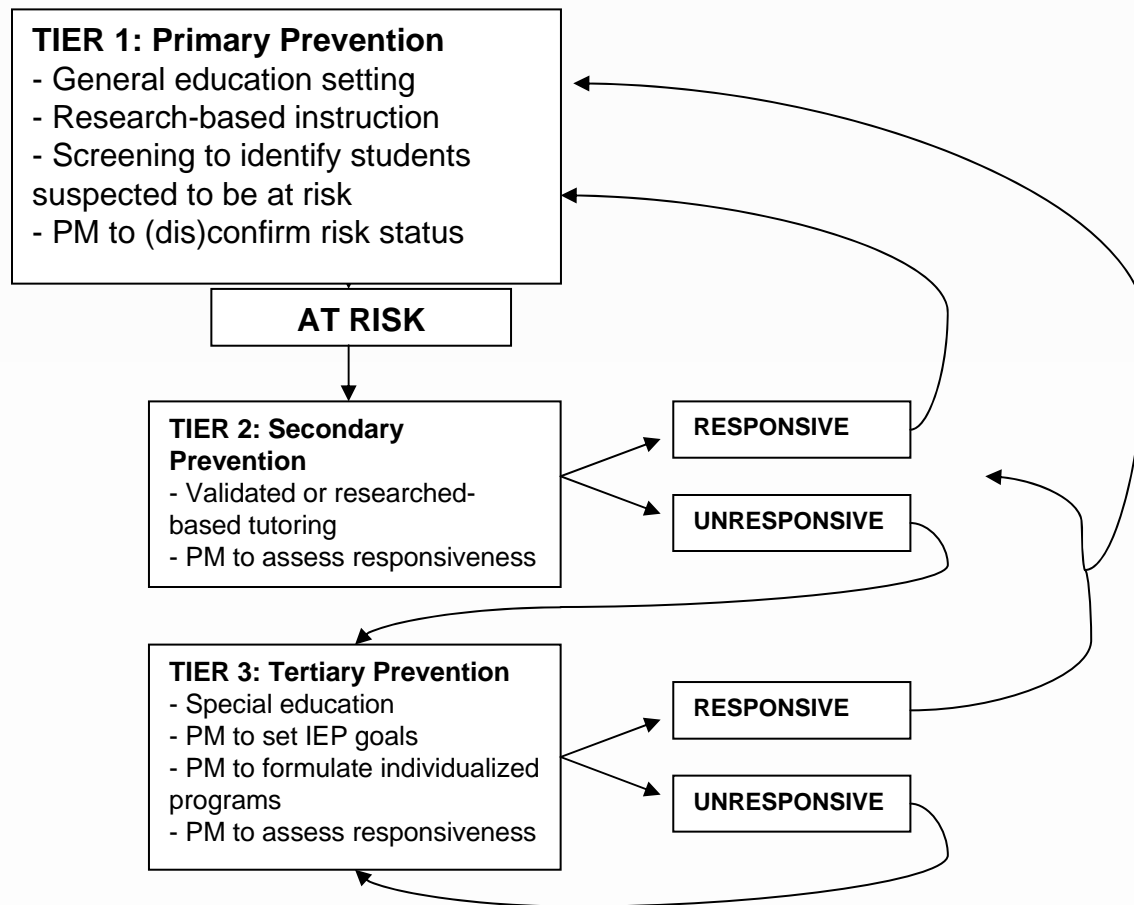 TIER 1: Primary Prevention
- General education setting
- Research-based instruction
- Screening to identify students
suspected to be at risk
- PM to (dis)confirm risk status
AT RISK
TIER 2: Secondary
Prevention
- Validated or researched-
based tutoring
- PM to assess responsiveness
RESPONSIVE
UNRESPONSIVE
TIER 3: Tertiary Prevention
- Special education
- PM to set IEP goals
- PM to formulate individualized
programs
- PM to assess responsiveness
RESPONSIVE
UNRESPONSIVE